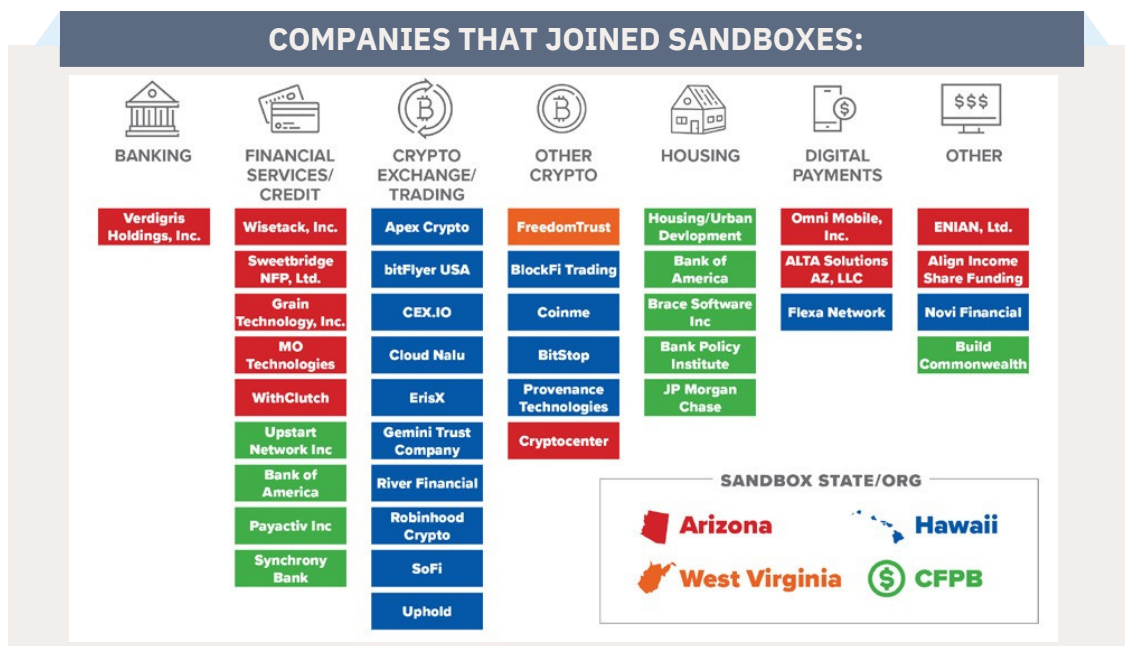 COMPANIES THAT JOINED SANDBOXES:
$$$
BANKING
FINANCIAL
SERVICES/
CREDIT
CRYPTO
EXCHANGE/
TRADING
OTHER
CRYPTO
HOUSING
DIGITAL
PAYMENTS
OTHER
Verdigris
Holdings, Inc.
Wisetack, Inc.
Sweetbridge
NFP, Ltd.
Grain
Technology, Inc.
MO
Technologies
WithClutch
Upstart
Network Inc
Bank of
America
Payactiv Inc
Synchrony
Bank
Apex Crypto
bitFlyer USA
CEX.IO
Cloud Nalu
ErisX
Gemini Trust
Company
River Financial
Robinhood
Crypto
SoFi
Uphold
FreedomTrust
BlockFi Trading
Coinme
BitStop
Provenance
Technologies
Cryptocenter
Housing/Urban
Devlopment
Bank of
America
Brace Software
Inc
Bank Policy
Institute
JP Morgan
Chase
Omni Mobile,
Inc.
ALTA Solutions
AZ, LLC
Flexa Network
ENIAN, Ltd.
Align Income
Share Funding
Novi Financial
Build
Commonwealth
SANDBOX STATE/ORG
Arizona
Hawaii
West Virginia
$ CFPB